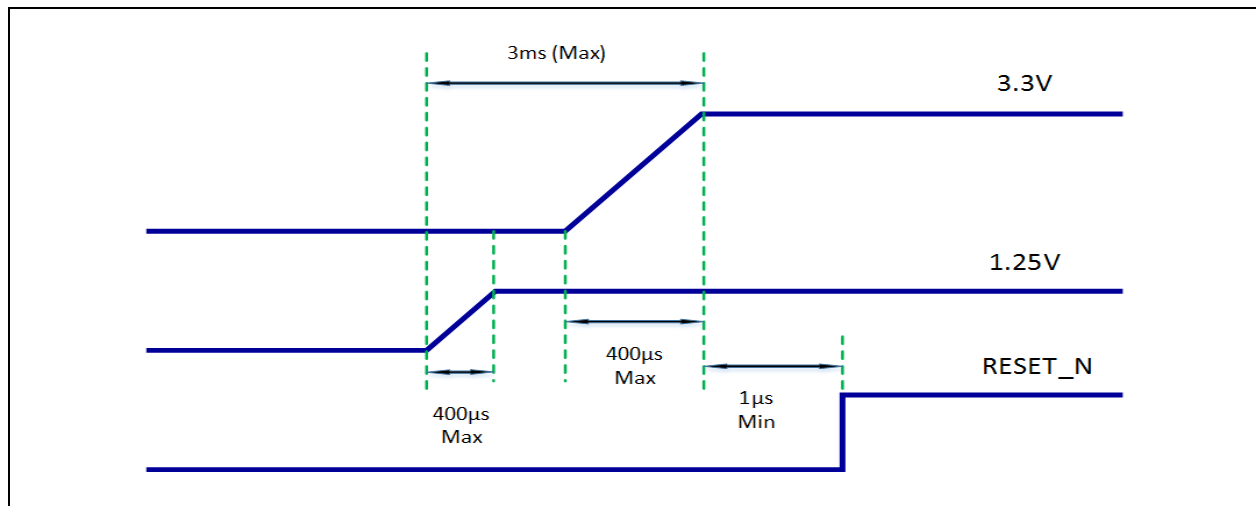 3ms (Max)
3.3V
1.25V
400µs
Max
RESET_N
1µs
Min
400µs
Max